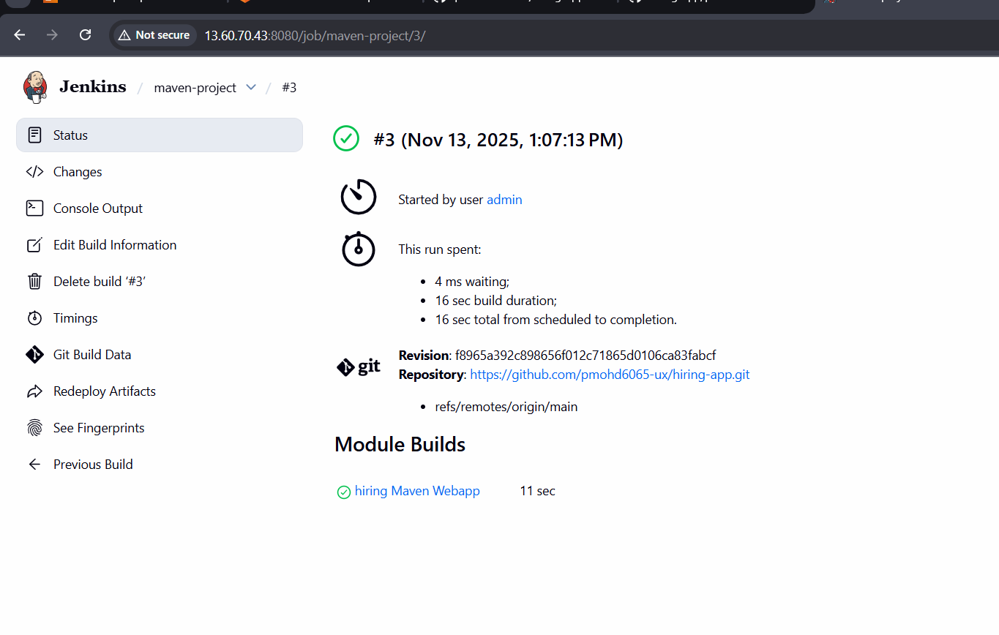 Not secure 13.60.70.43:8080/job/maven-project/3/
Jenkins / maven-project / #3
Status
Changes
Console Output
Edit Build Information
Delete build ‘#3’
Timings
Git Build Data
Redeploy Artifacts
See Fingerprints
Previous Build
#3 (Nov 13, 2025, 1:07:13 PM)
Started by user admin
This run spent:
4 ms waiting;
16 sec build duration;
16 sec total from scheduled to completion.
git
Revision: f8965a392c898656f012c71865d0106ca83fabcf
Repository: https://github.com/pmohd6065-ux/hiring-app.git
refs/remotes/origin/main
Module Builds
hiring Maven Webapp 11 sec